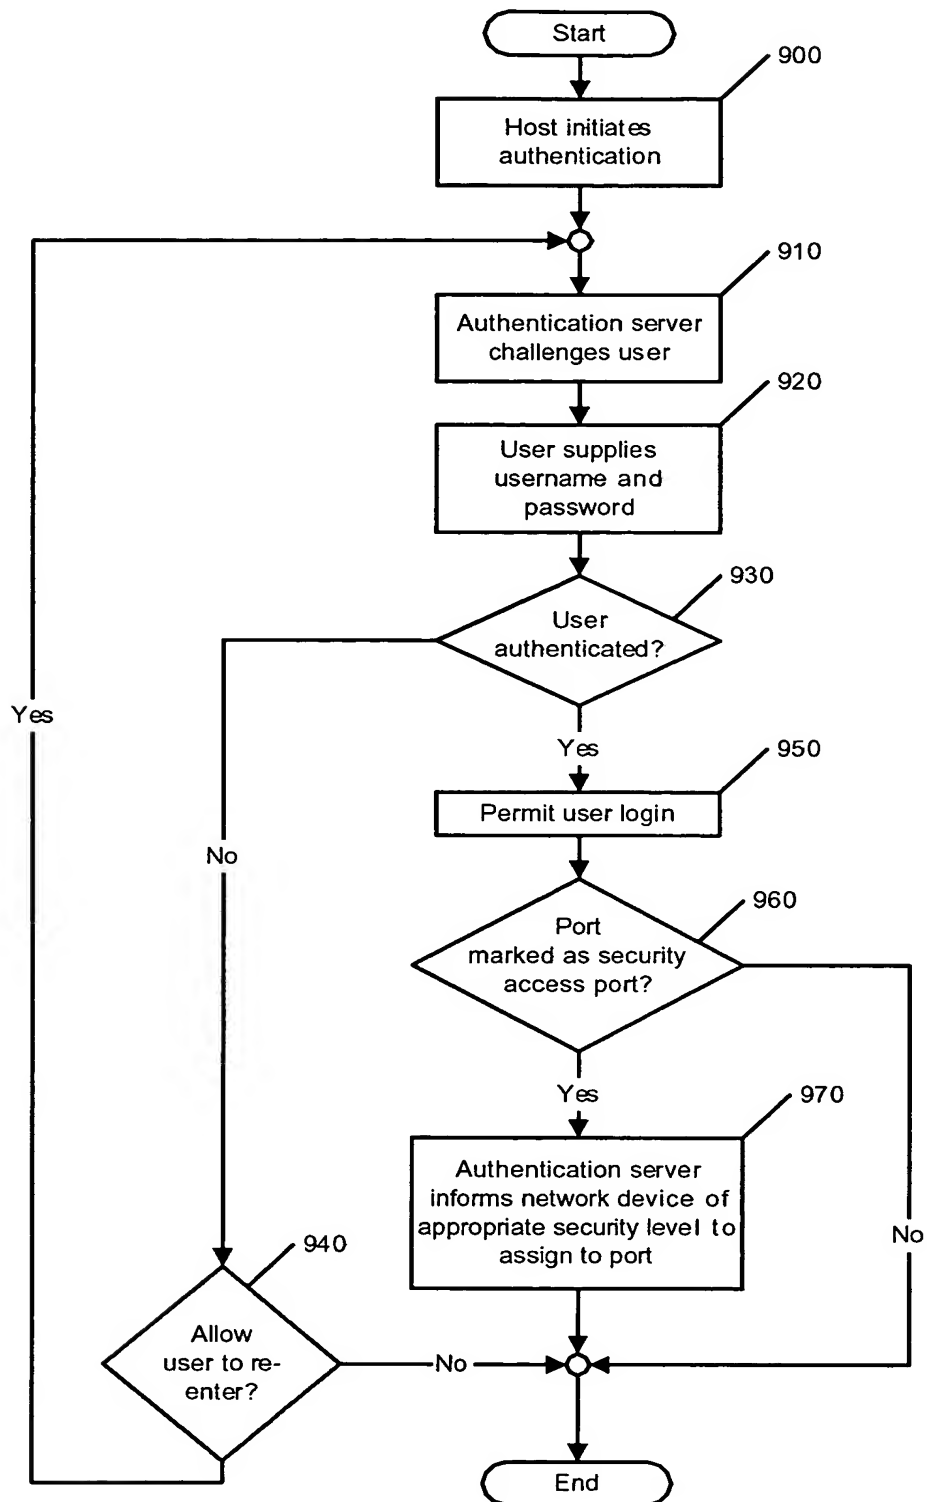 Start
900
Host initiates
authentication
910
Authentication server
challenges user
920
User supplies
username and
password
930
User
authenticated?
Yes
Yes
950
Permit user login
No
960
Port
marked as security
access port?
Yes
970
Authentication server
informs network device of
appropriate security level to
assign to port
No
940
Allow
user to re-
enter?
No
End